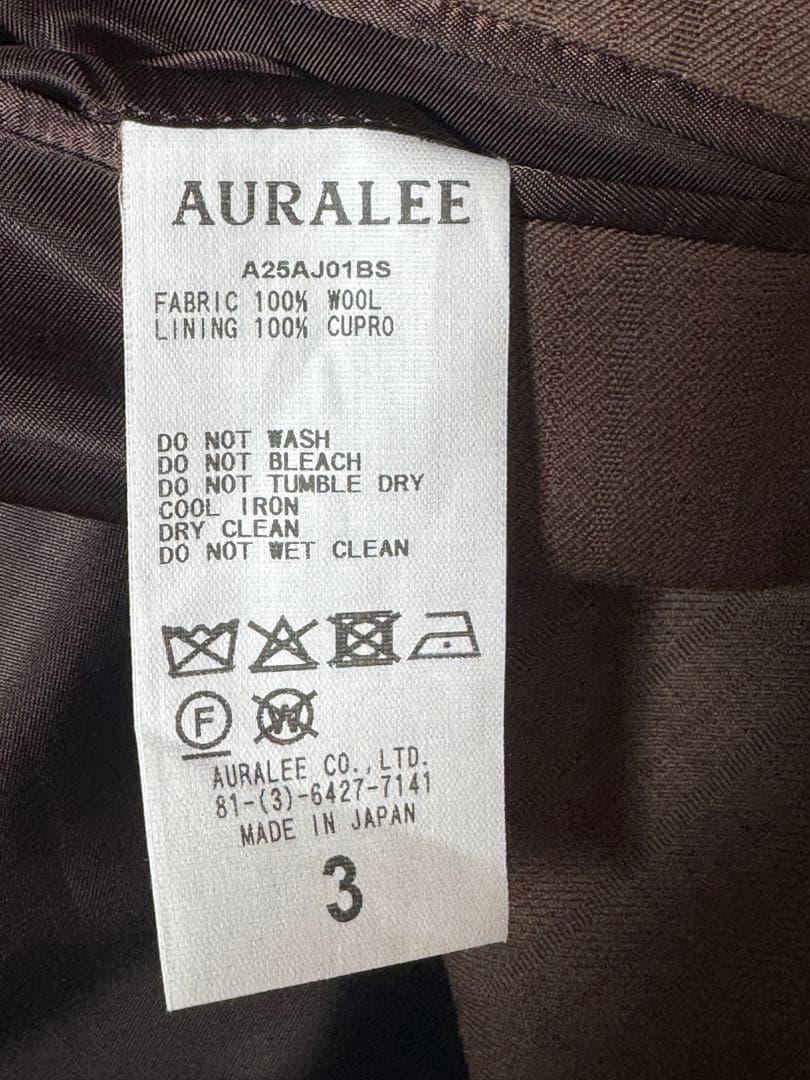 AURALEE
A25AJ01BS
FABRIC 100% WOOL
LINING 100% CUPRO
DO NOT WASH
DO NOT BLEACH
DO NOT TUMBLE DRY
COOL IRON
DRY CLEAN
DO NOT WET CLEAN
F W
AURALEE CO.,LTD.
81-(3)-6427-7141
MADE IN JAPAN
3